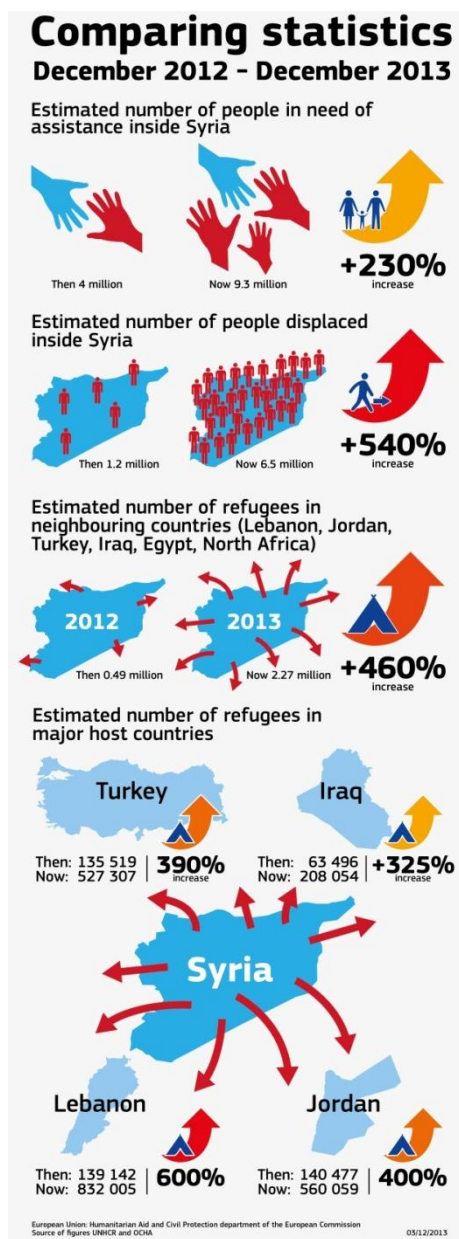 Comparing statistics
December 2012 – December 2013
Estimated number of people in need of
assistance inside Syria
Then 4 million
Now 9.3 million
+230%
increase
Estimated number of people displaced
inside Syria
Then 1.2 million
Now 6.5 million
+540%
increase
Estimated number of refugees in
neighbouring countries (Lebanon, Jordan,
Turkey, Iraq, Egypt, North Africa)
2012
Then 0.49 million
2013
Now 2.27 million
+460%
increase
Estimated number of refugees in
major host countries
Turkey
Then: 135 519
Now: 527 307
390%
increase
Iraq
Then: 63 496
Now: 208 054
+325%
increase
Syria
Lebanon
Then: 139 142
Now: 832 005
600%
Jordan
Then: 140 477
Now: 560 059
400%
European Union: Humanitarian Aid and Civil Protection department of the European Commission
Source of figures UNHCR and OCHA
03/12/2013